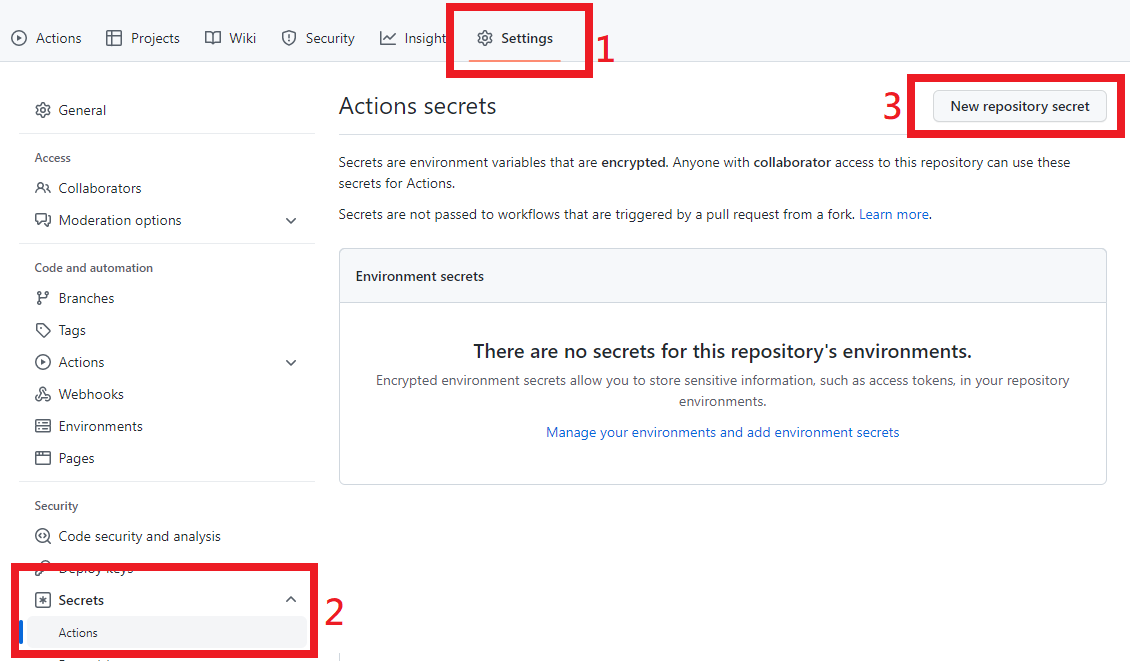 Actions Projects Wiki Security Insight Settings
1
General
Access
Collaborators
Moderation options
Code and automation
Branches
Tags
Actions
Webhooks
Environments
Pages
Security
Code security and analysis
Deploy keys
Secrets
Actions
2
Actions secrets
3
New repository secret
Secrets are environment variables that are encrypted. Anyone with collaborator access to this repository can use these
secrets for Actions.
Secrets are not passed to workflows that are triggered by a pull request from a fork. Learn more.
Environment secrets
There are no secrets for this repository's environments.
Encrypted environment secrets allow you to store sensitive information, such as access tokens, in your repository
environments.
Manage your environments and add environment secrets